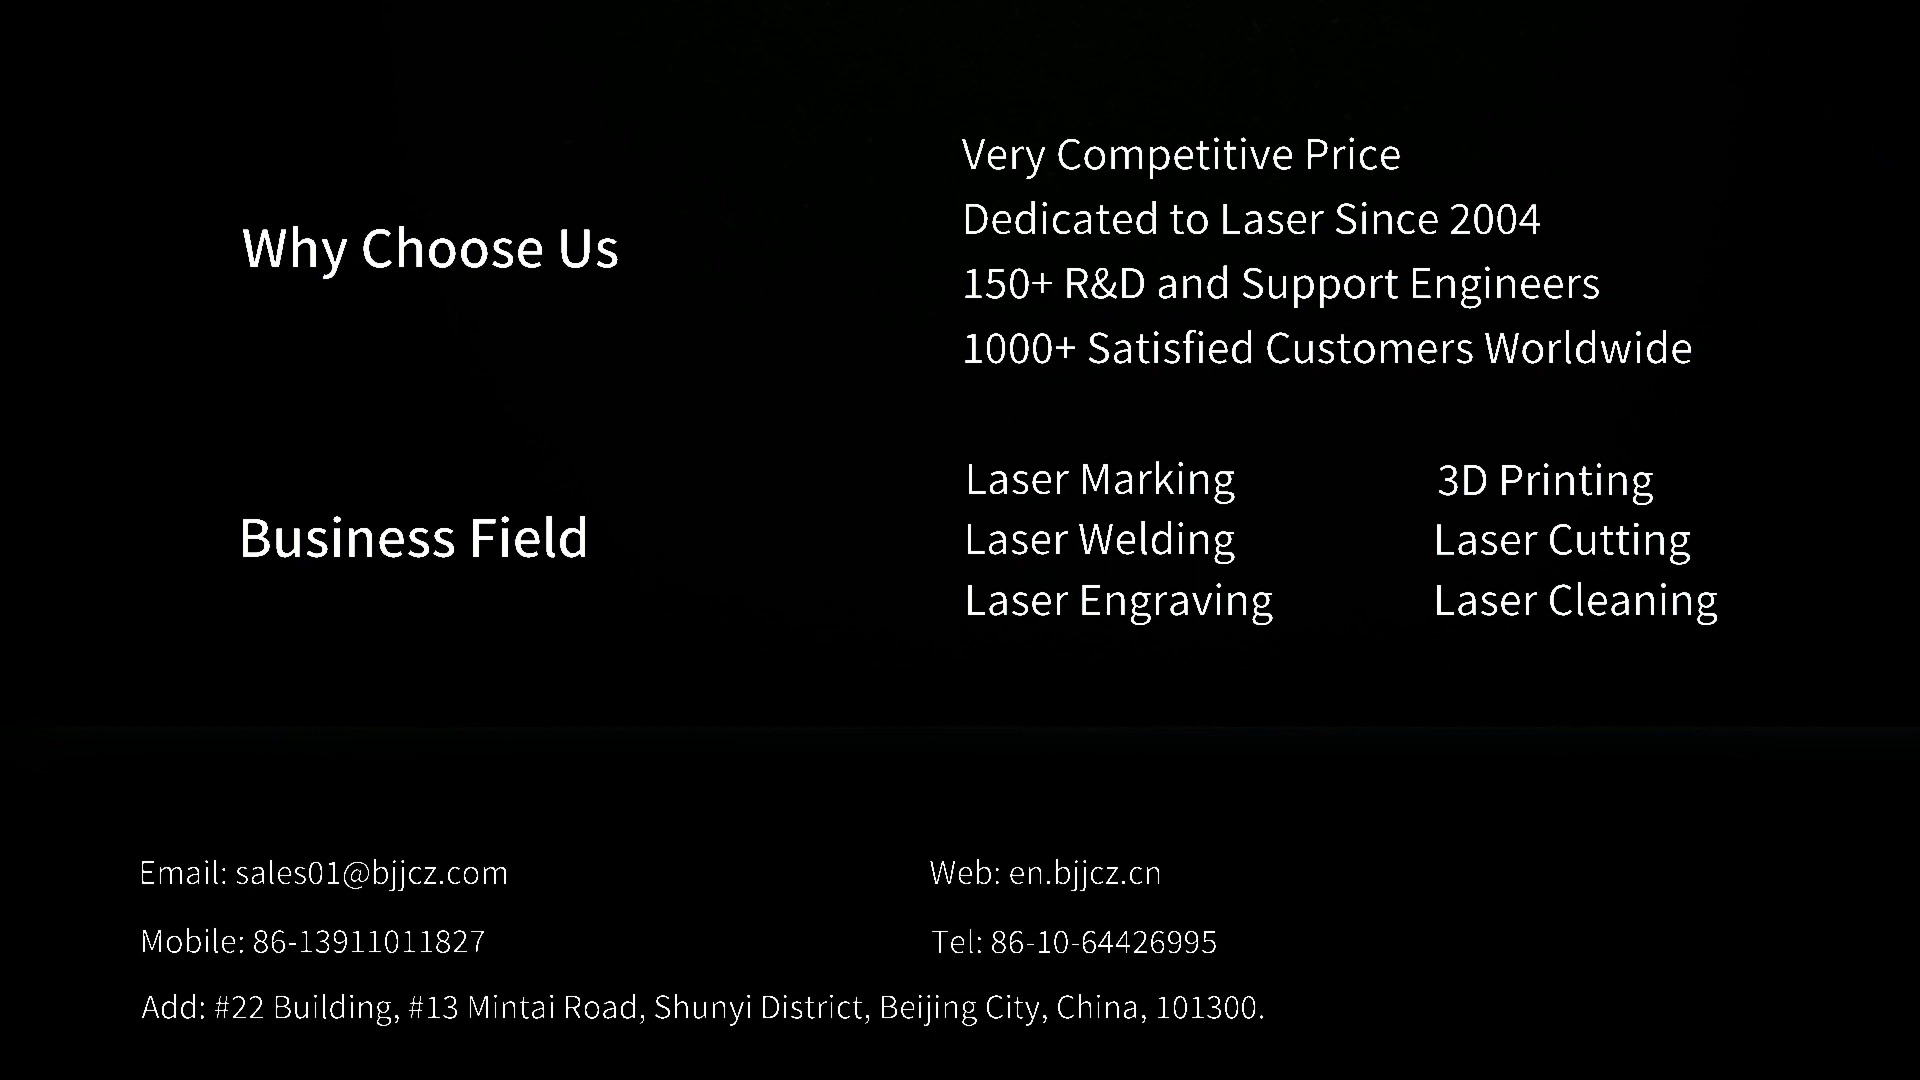 Why Choose Us
Very Competitive Price
Dedicated to Laser Since 2004
150+ R&D and Support Engineers
1000+ Satisfied Customers Worldwide
Business Field
Laser Marking
Laser Welding
Laser Engraving
3D Printing
Laser Cutting
Laser Cleaning
Email: sales01@bjjcz.com
Web: en.bjjcz.cn
Mobile: 86-13911011827
Tel: 86-10-64426995
Add: #22 Building, #13 Mintai Road, Shunyi District, Beijing City, China, 101300.